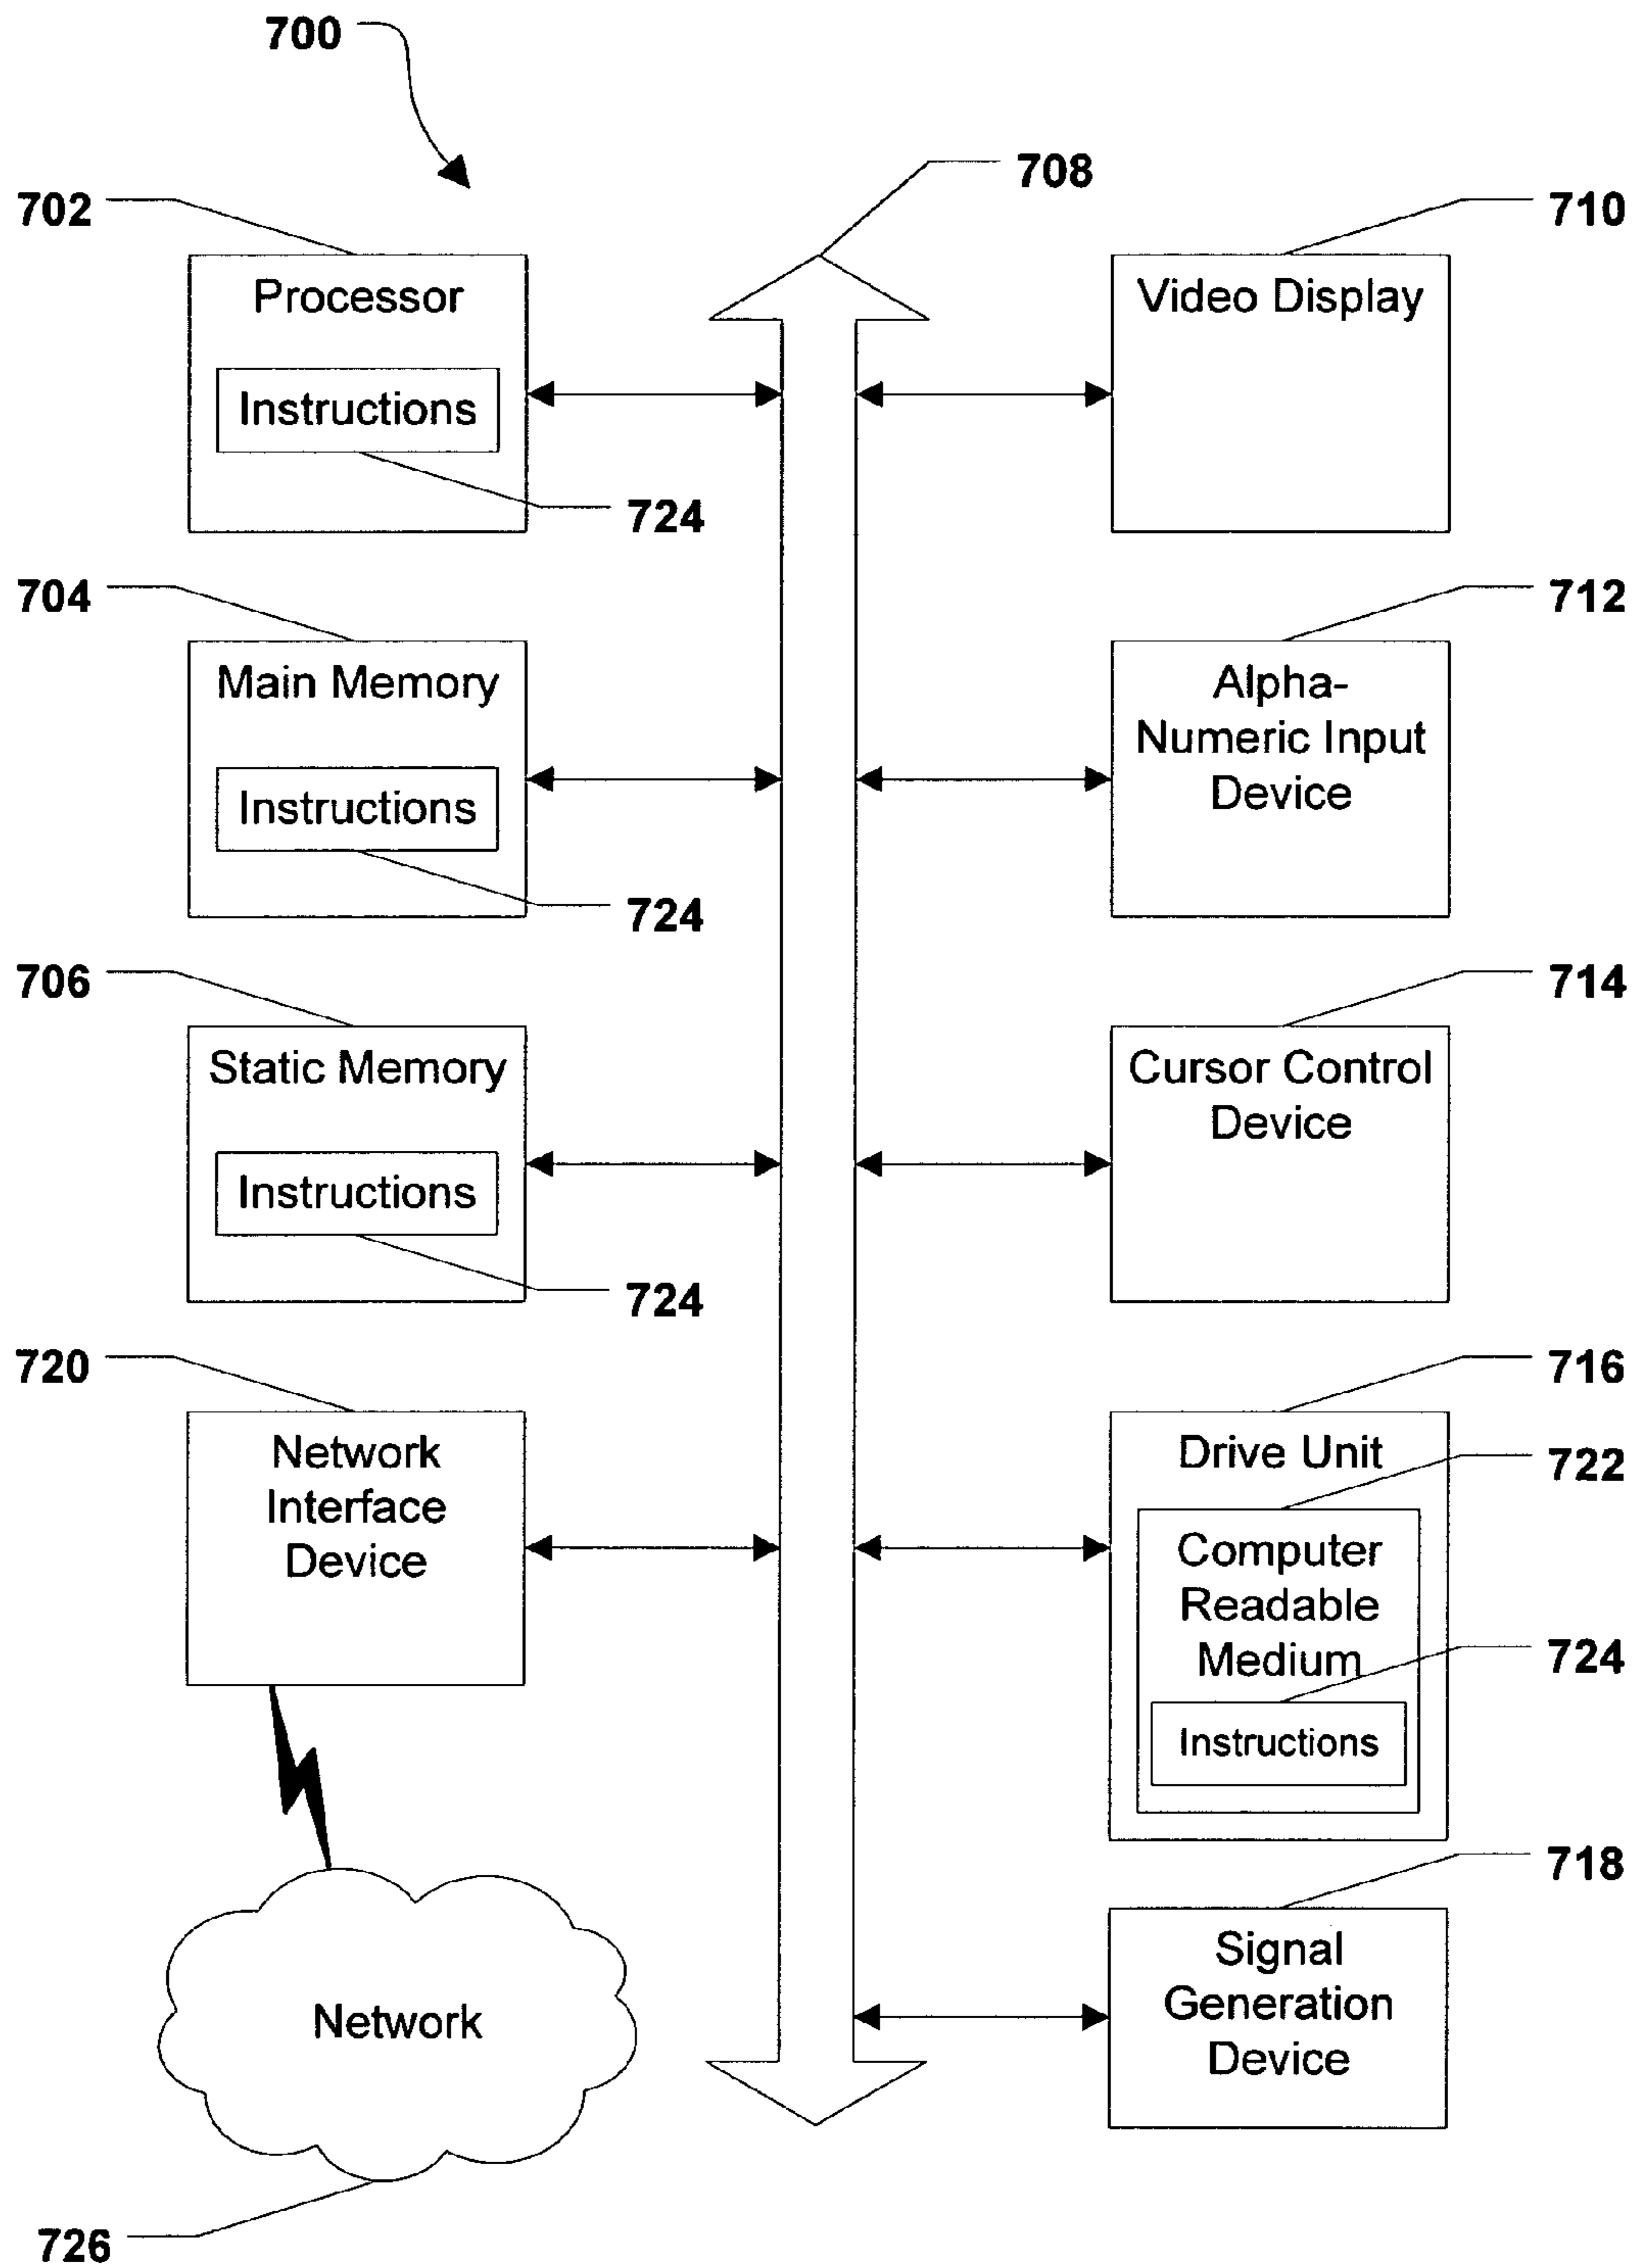 700
708
702
Processor
Instructions
724
710
Video Display
704
Main Memory
Instructions
724
712
Alpha-
Numeric Input
Device
706
Static Memory
Instructions
724
714
Cursor Control
Device
720
Network
Interface
Device
716
Drive Unit
722
Computer
Readable
Medium
724
Instructions
718
Signal
Generation
Device
Network
726